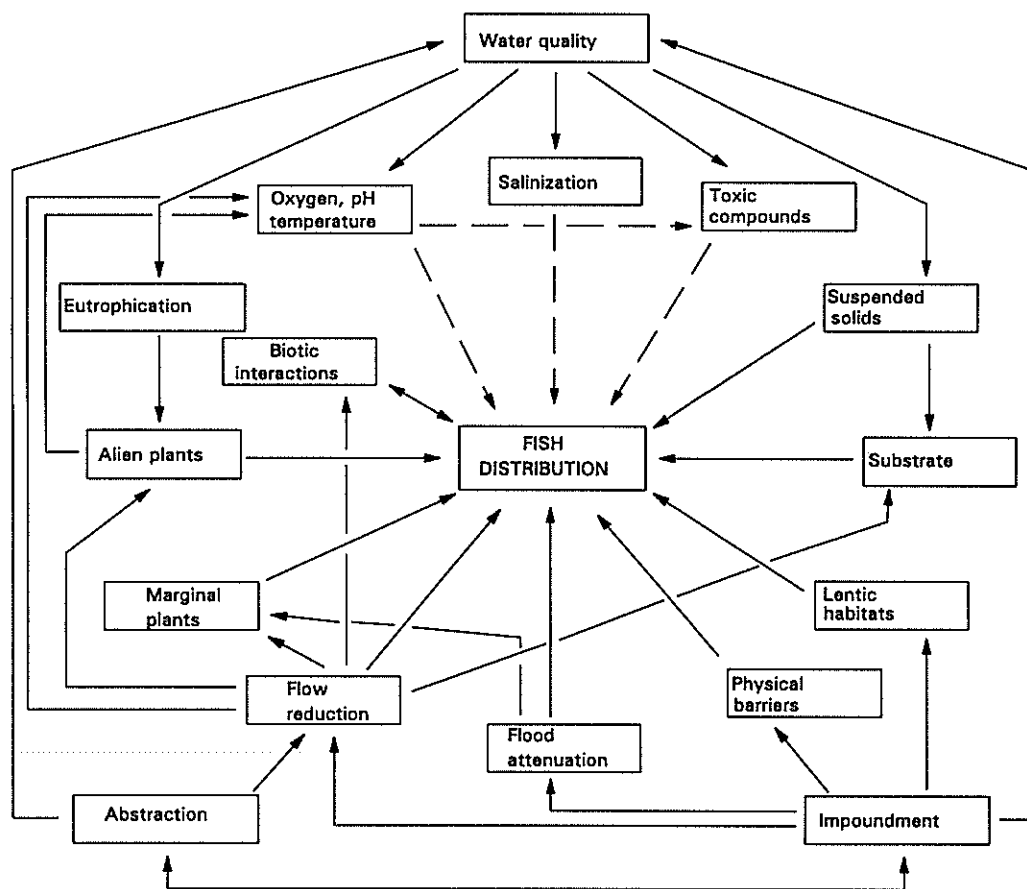 Water quality
Oxygen, pH
temperature
Salinization
Toxic
compounds
Eutrophication
Suspended
solids
Biotic
interactions
Alien plants
FISH
DISTRIBUTION
Substrate
Marginal
plants
Lentic
habitats
Flow
reduction
Physical
barriers
Flood
attenuation
Abstraction
Impoundment